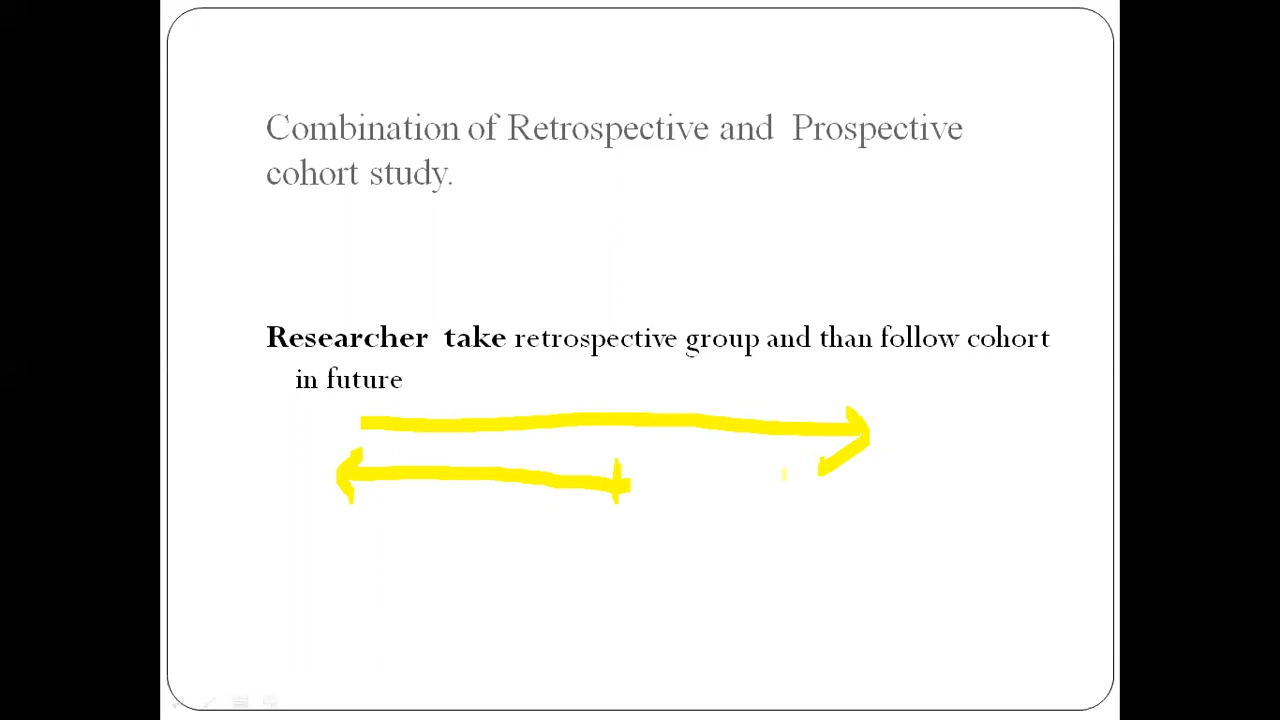 Combination of Retrospective and Prospective
cohort study.
Researcher take retrospective group and than follow cohort
in future